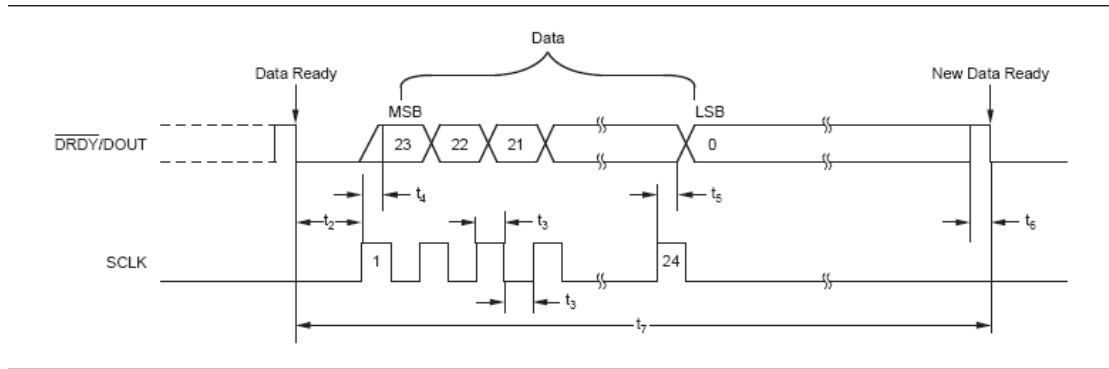 Data
Data Ready
New Data Ready
MSB
LSB
DRDY/DOUT
23
22
21
0
t4
t5
t2
t3
t6
SCLK
1
24
t3
t7